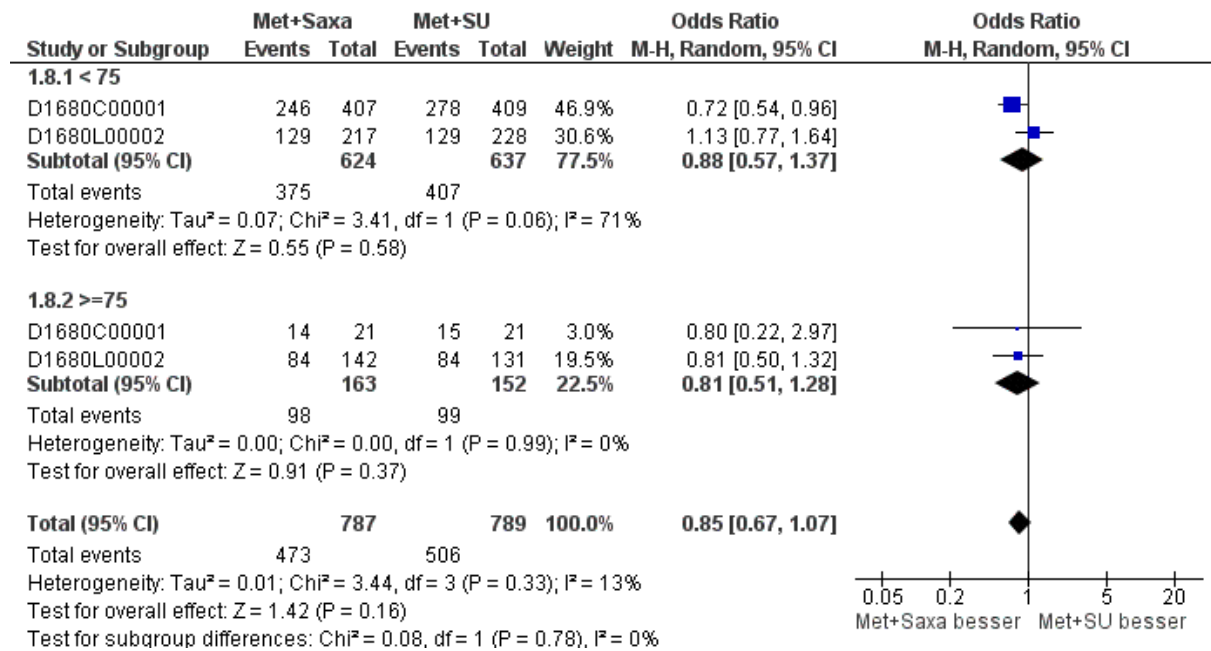 Met+Saxa Met+SU Odds Ratio Odds Ratio
Study or Subgroup Events Total Events Total Weight M-H, Random, 95% CI M-H, Random, 95% CI
1.8.1 < 75
D1680C00001 246 407 278 409 46.9% 0.72 [0.54, 0.96]
D1680L00002 129 217 129 228 30.6% 1.13 [0.77, 1.64]
Subtotal (95% CI) 624 637 77.5% 0.88 [0.57, 1.37]
Total events 375 407
Heterogeneity: Tau² = 0.07; Chi² = 3.41, df = 1 (P = 0.06); I² = 71%
Test for overall effect: Z = 0.55 (P = 0.58)
1.8.2 >=75
D1680C00001 14 21 15 21 3.0% 0.80 [0.22, 2.97]
D1680L00002 84 142 84 131 19.5% 0.81 [0.50, 1.32]
Subtotal (95% CI) 163 152 22.5% 0.81 [0.51, 1.28]
Total events 98 99
Heterogeneity: Tau² = 0.00; Chi² = 0.00, df = 1 (P = 0.99); I² = 0%
Test for overall effect: Z = 0.91 (P = 0.37)
Total (95% CI) 787 789 100.0% 0.85 [0.67, 1.07]
Total events 473 506
Heterogeneity: Tau² = 0.01; Chi² = 3.44, df = 3 (P = 0.33); I² = 13%
Test for overall effect: Z = 1.42 (P = 0.16)
Test for subgroup differences: Chi² = 0.08, df = 1 (P = 0.78), I² = 0%
0.05 0.2 1 5 20
Met+Saxa besser Met+SU besser